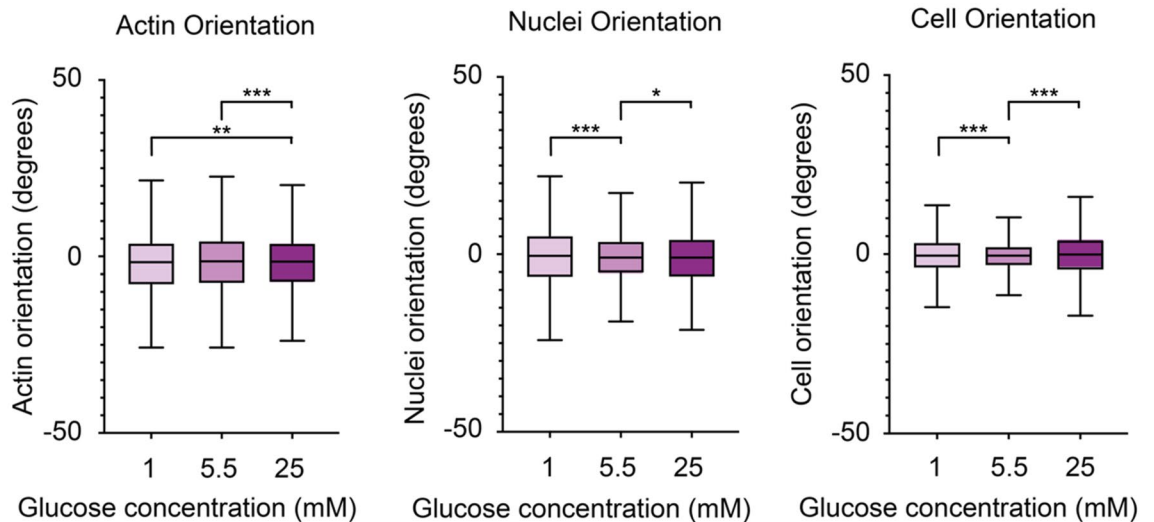 Actin Orientation
Actin orientation (degrees)
50
0
-50
***
**
1 5.5 25
Glucose concentration (mM)
Nuclei Orientation
Nuclei orientation (degrees)
50
0
-50
*
***
1 5.5 25
Glucose concentration (mM)
Cell Orientation
Cell orientation (degrees)
50
0
-50
***
***
1 5.5 25
Glucose concentration (mM)